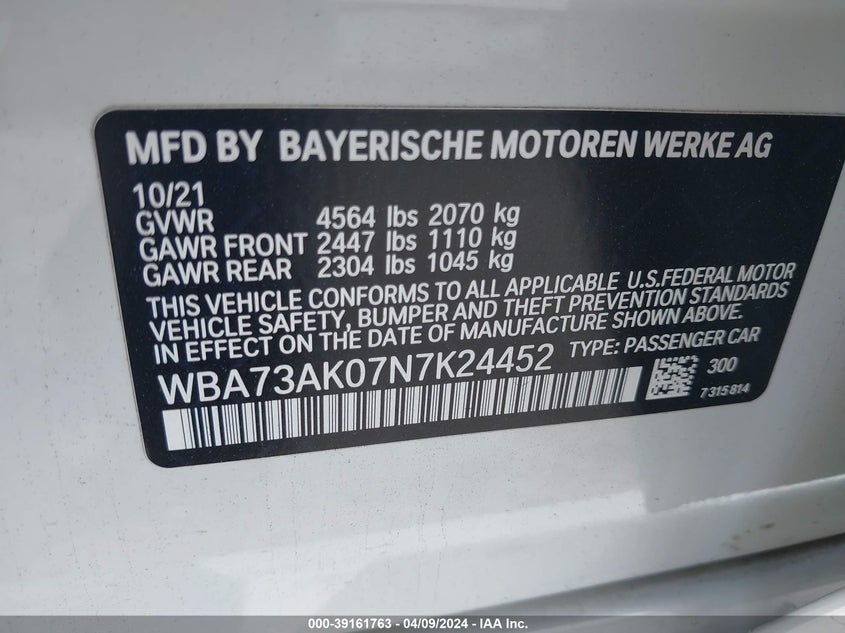 MFD BY BAYERISCHE MOTOREN WERKE AG
10/21
GVWR 4564 lbs 2070 kg
GAWR FRONT 2447 lbs 1110 kg
GAWR REAR 2304 lbs 1045 kg
THIS VEHICLE CONFORMS TO ALL APPLICABLE U.S.FEDERAL MOTOR
VEHICLE SAFETY, BUMPER AND THEFT PREVENTION STANDARDS
IN EFFECT ON THE DATE OF MANUFACTURE SHOWN ABOVE.
WBA73AK07N7K24452 TYPE: PASSENGER CAR
300
7315814
000-39161763 - 04/09/2024 - IAA Inc.